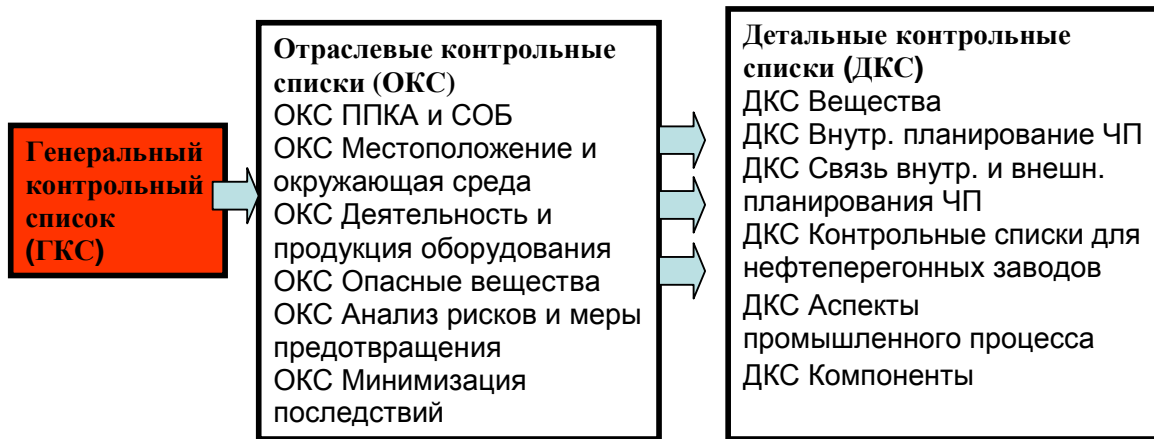 Генеральный
контрольный
список
(ГКС)
Отраслевые контрольные
списки (ОКС)
ОКС ППКА и СОБ
ОКС Местоположение и
окружающая среда
ОКС Деятельность и
продукция оборудования
ОКС Опасные вещества
ОКС Анализ рисков и меры
предотвращения
ОКС Минимизация
последствий
Детальные контрольные
списки (ДКС)
ДКС Вещества
ДКС Внутр. планирование ЧП
ДКС Связь внутр. и внешн.
планирования ЧП
ДКС Контрольные списки для
нефтеперегонных заводов
ДКС Аспекты
промышленного процесса
ДКС Компоненты